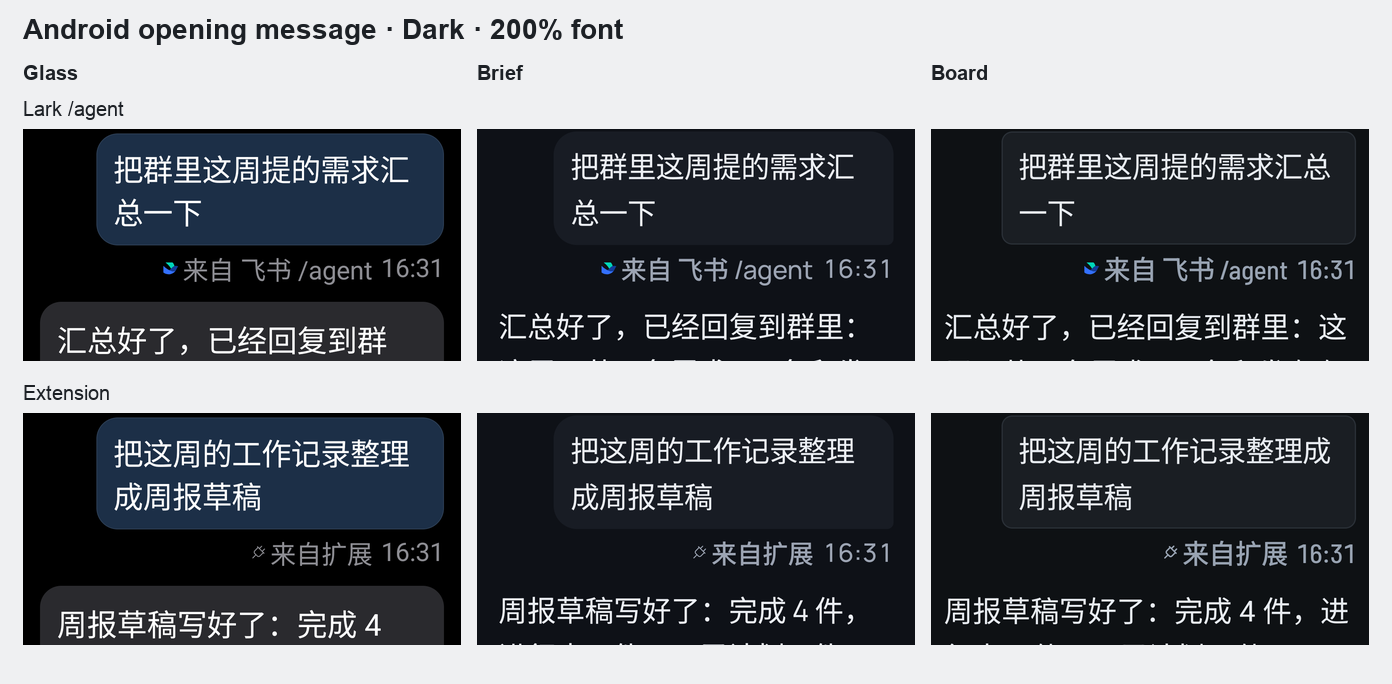 Android opening message · Dark · 200% font
Glass
Brief
Board
Lark /agent
把群里这周提的需求汇
总一下
来自 飞书 /agent 16:31
汇总好了，已经回复到群
把群里这周提的需求汇
总一下
来自 飞书 /agent 16:31
汇总好了，已经回复到群里：
把群里这周提的需求汇总
一下
来自 飞书 /agent 16:31
汇总好了，已经回复到群里：这
Extension
把这周的工作记录整理
成周报草稿
来自扩展 16:31
周报草稿写好了：完成 4
把这周的工作记录整理
成周报草稿
来自扩展 16:31
周报草稿写好了：完成 4 件，
把这周的工作记录整理成
周报草稿
来自扩展 16:31
周报草稿写好了：完成 4 件，进